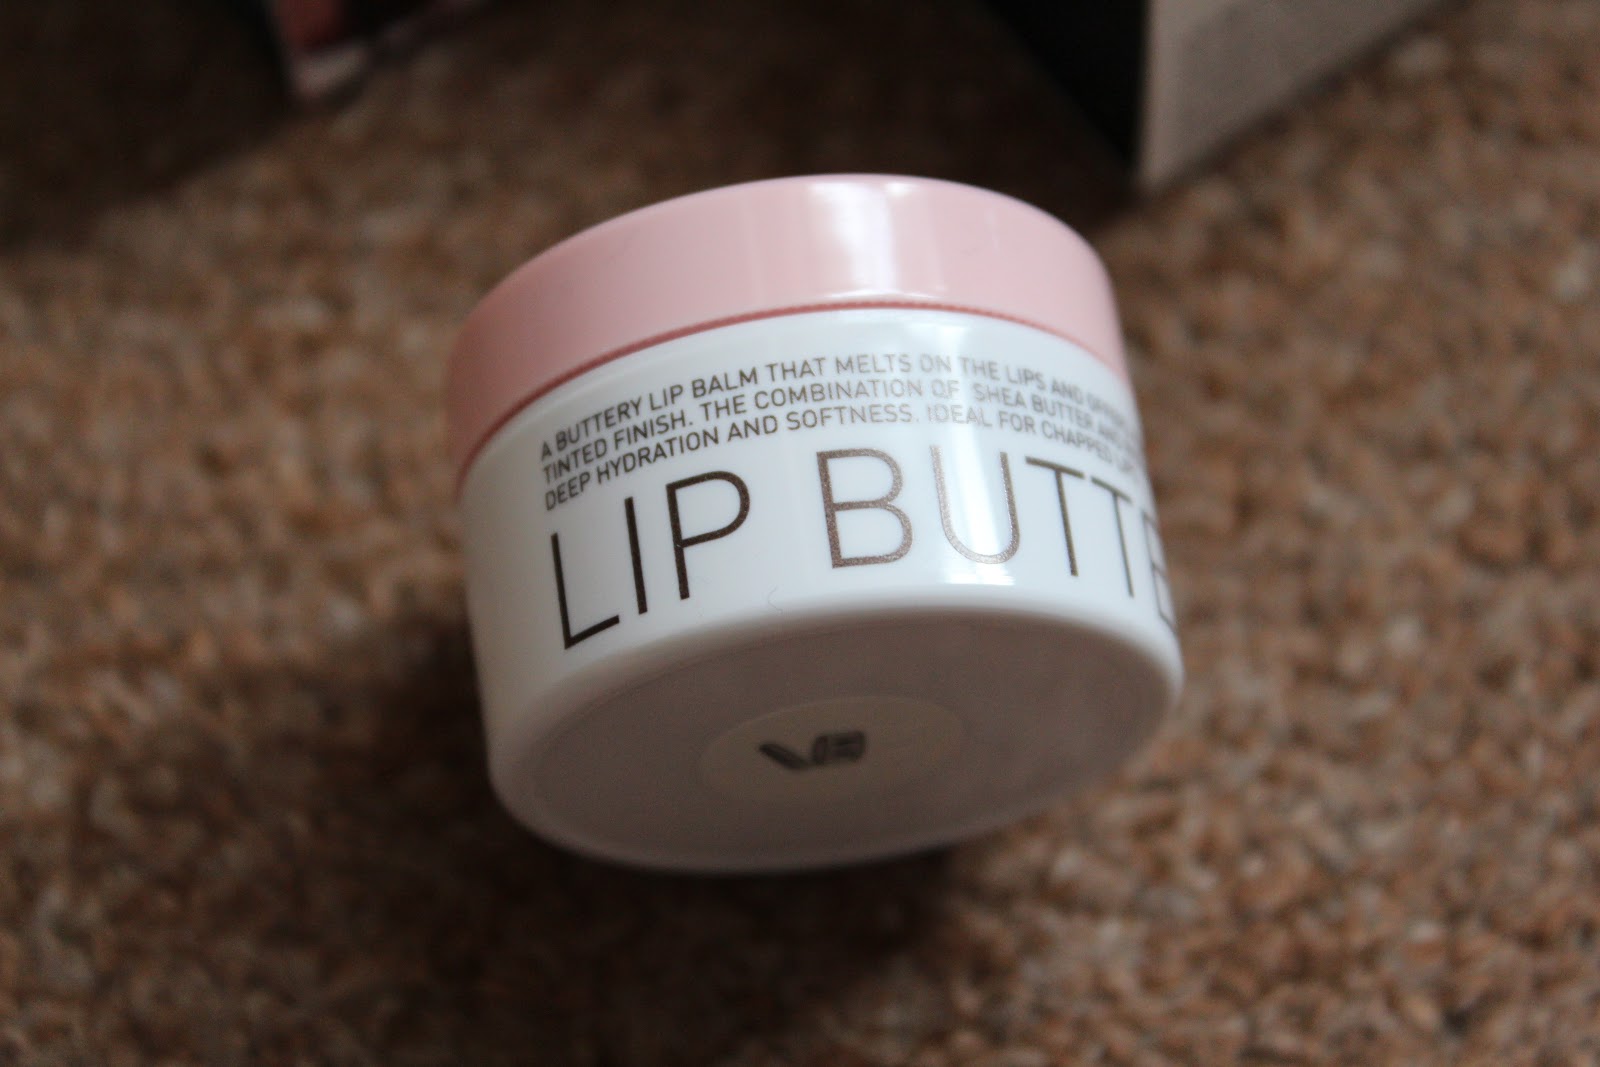 A BUTTERY LIP BALM THAT MELTS ON THE LIPS AND
TINTED FINISH. THE COMBINATION OF SHEA BUTTER AND
DEEP HYDRATION AND SOFTNESS. IDEAL FOR CHAPPED
LIP BUTTE